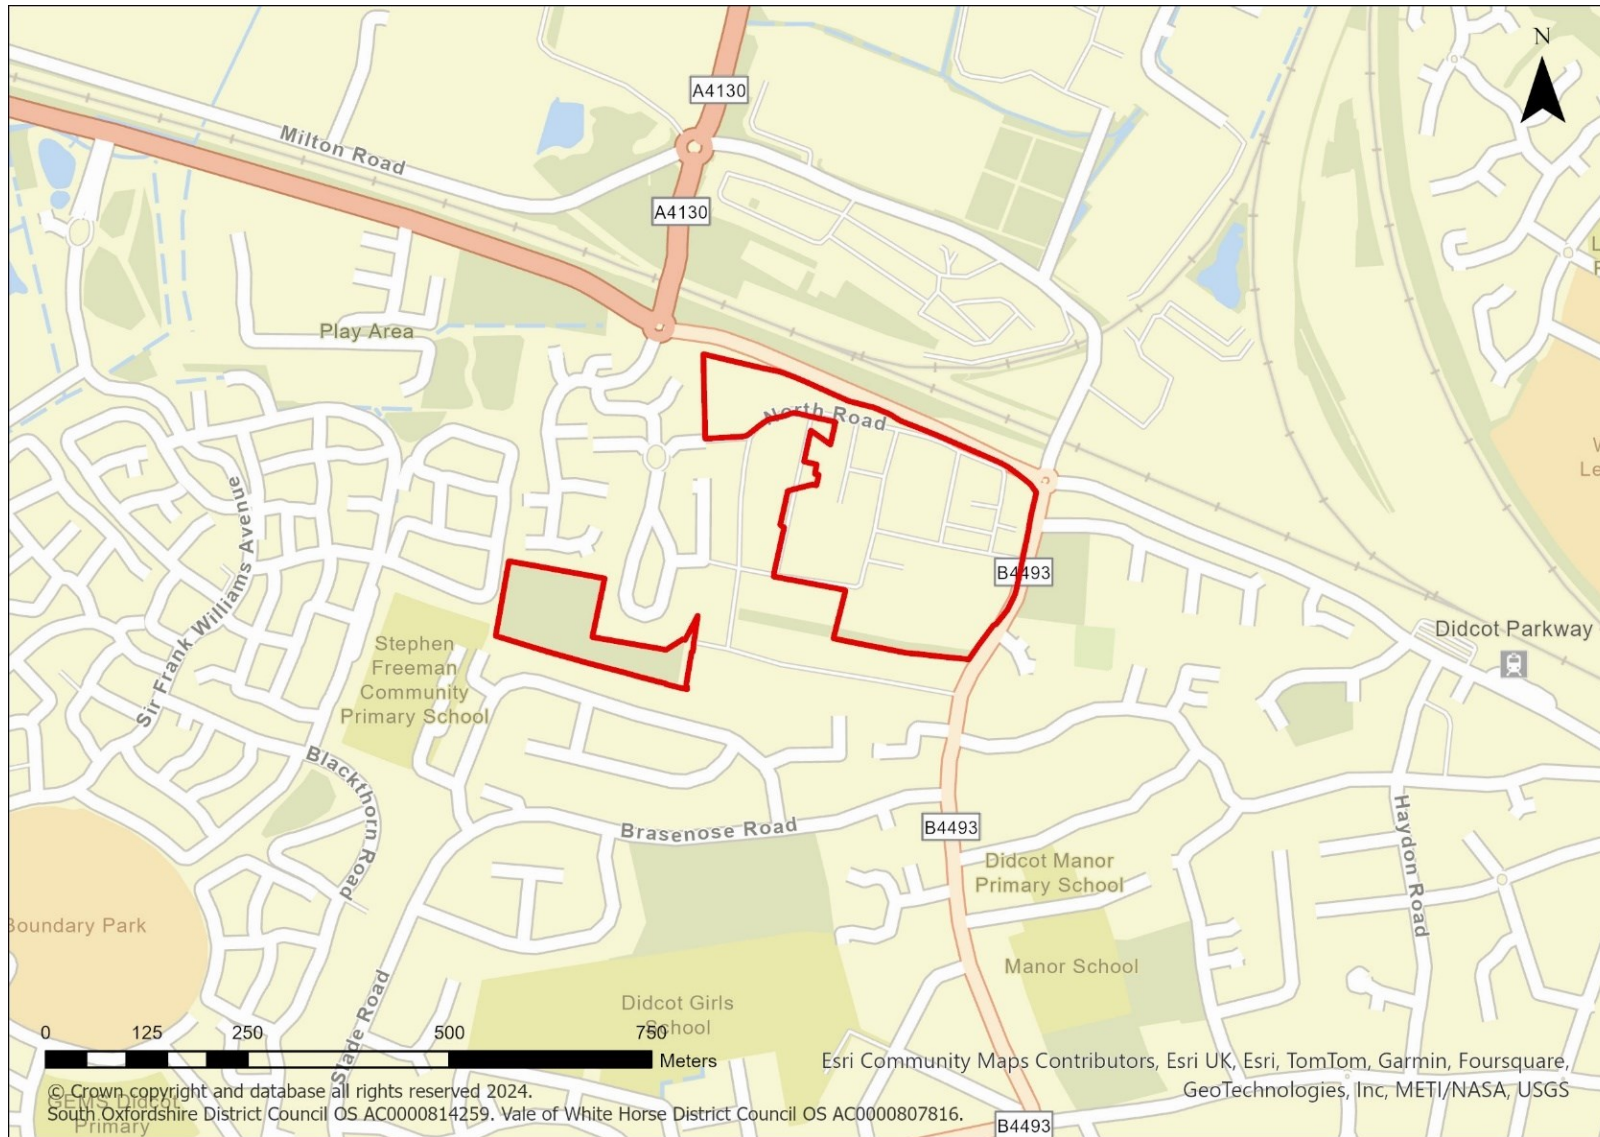 N
A4130
Milton Road
A4130
Play Area
North Road
Sir Frank Williams Avenue
B4493
Stephen
Freeman
Community
Primary School
Didcot Parkway
Blackthorn Road
Brasenose Road
B4493
Haydon Road
Didcot Manor
Primary School
Boundary Park
Manor School
Slade Road
Didcot Girls
School
0 125 250 500 750
Meters
Esri Community Maps Contributors, Esri UK, Esri, TomTom, Garmin, Foursquare,
GeoTechnologies, Inc, METI/NASA, USGS
© Crown copyright and database all rights reserved 2024.
South Oxfordshire District Council OS AC0000814259. Vale of White Horse District Council OS AC0000807816.
GEMS Didcot
Primary
B4493